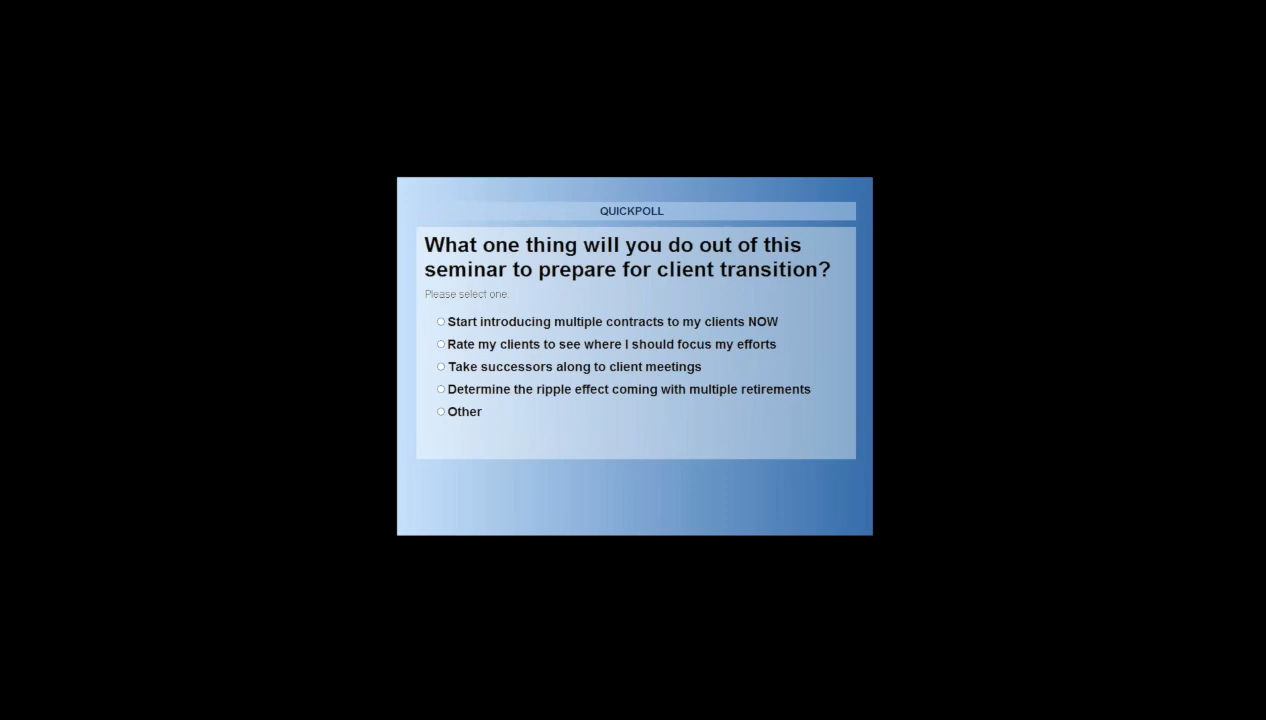 QUICKPOLL
What one thing will you do out of this
seminar to prepare for client transition?
Please select one:
Start introducing multiple contracts to my clients NOW
Rate my clients to see where I should focus my efforts
Take successors along to client meetings
Determine the ripple effect coming with multiple retirements
Other